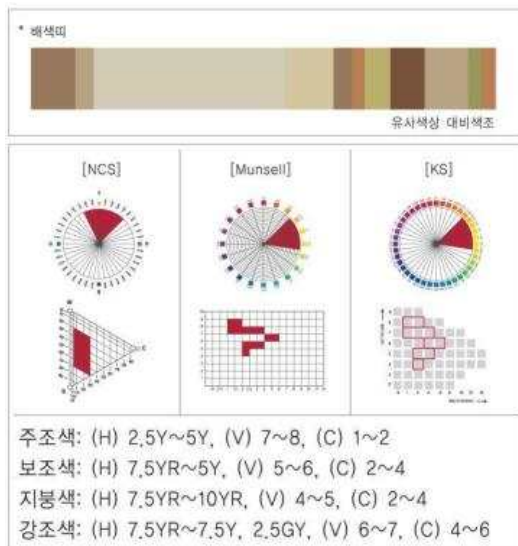 * 배색띠
유사색상 대비색조
[NCS]
[Munsell]
[KS]
주조색: (H) 2.5Y~5Y, (V) 7~8, (C) 1~2
보조색: (H) 7.5YR~5Y, (V) 5~6, (C) 2~4
지붕색: (H) 7.5YR~10YR, (V) 4~5, (C) 2~4
강조색: (H) 7.5YR~7.5Y, 2.5GY, (V) 6~7, (C) 4~6